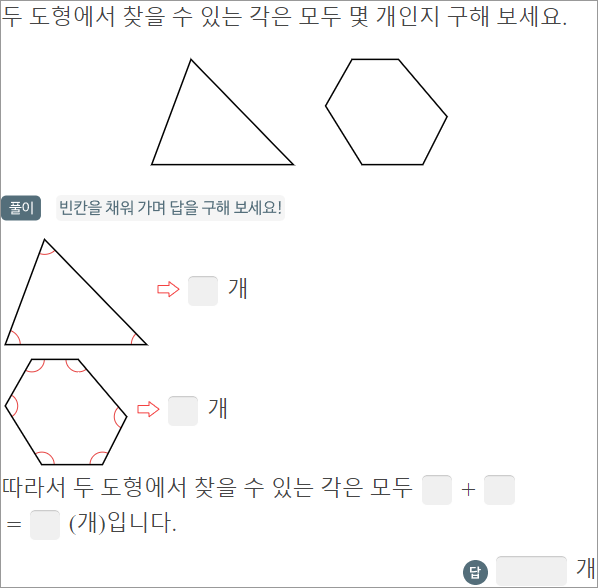 두 도형에서 찾을 수 있는 각은 모두 몇 개인지 구해 보세요.
풀이 빈칸을 채워 가며 답을 구해 보세요!
개
개
따라서 두 도형에서 찾을 수 있는 각은 모두 +
= (개)입니다.
답 개